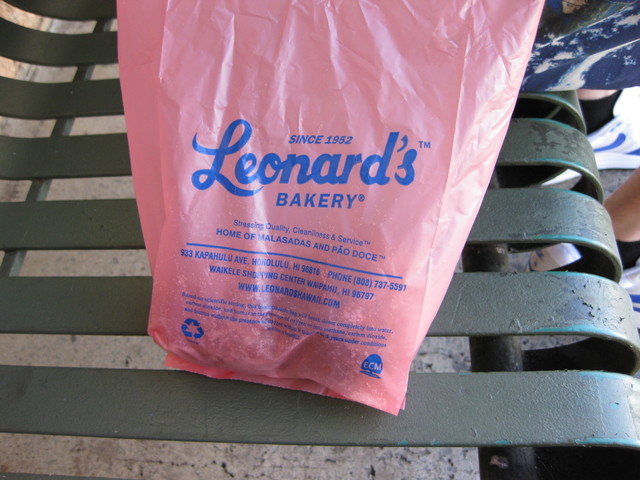 SINCE 1952
Leonard's™
BAKERY®
Stressing Quality, Cleanliness & Service™
HOME OF MALASADAS AND PÃO DOCE™
933 KAPAHULU AVE. HONOLULU, HI 96816 PHONE (808) 737-5591
WAIKELE SHOPPING CENTER WAIPAHU, HI 96797
WWW.LEONARDSHAWAII.COM
ECM